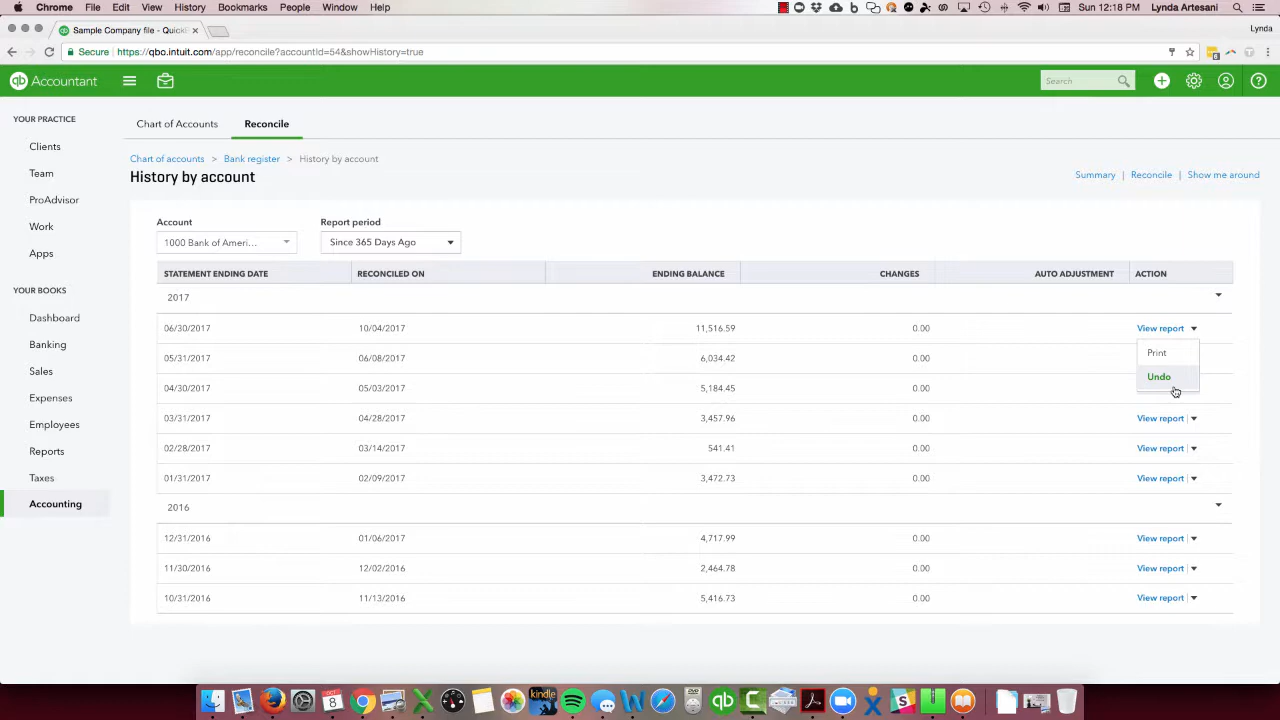 Chrome File Edit View History Bookmarks People Window Help Sun 12:18 PM Lynda Artesani
Sample Company file - QuickB Lynda
Secure https://qbo.intuit.com/app/reconcile?accountId=54&showHistory=true
qb Accountant Search
YOUR PRACTICE
Clients
Team
ProAdvisor
Work
Apps
YOUR BOOKS
Dashboard
Banking
Sales
Expenses
Employees
Reports
Taxes
Accounting
Chart of Accounts Reconcile
Chart of accounts > Bank register > History by account
History by account
Summary | Reconcile | Show me around
Account Report period
1000 Bank of Ameri... Since 365 Days Ago
STATEMENT ENDING DATE RECONCILED ON ENDING BALANCE CHANGES AUTO ADJUSTMENT ACTION
2017
06/30/2017 10/04/2017 11,516.59 0.00 View report
05/31/2017 06/08/2017 6,034.42 0.00
Print
04/30/2017 05/03/2017 5,184.45 0.00
Undo
03/31/2017 04/28/2017 3,457.96 0.00 View report
02/28/2017 03/14/2017 541.41 0.00 View report
01/31/2017 02/09/2017 3,472.73 0.00 View report
2016
12/31/2016 01/06/2017 4,717.99 0.00 View report
11/30/2016 12/02/2016 2,464.78 0.00 View report
10/31/2016 11/13/2016 5,416.73 0.00 View report
kindle